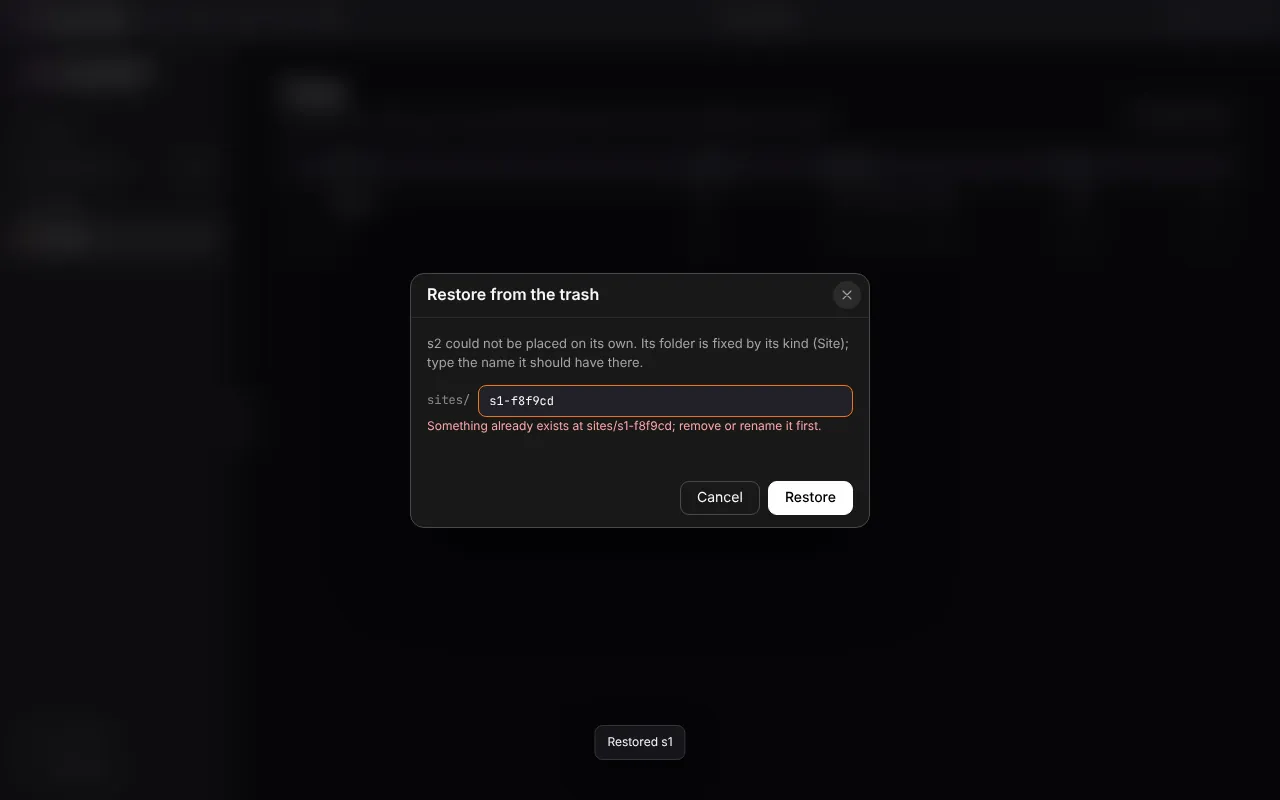 Restore from the trash
s2 could not be placed on its own. Its folder is fixed by its kind (Site);
type the name it should have there.
sites/ s1-f8f9cd
Something already exists at sites/s1-f8f9cd; remove or rename it first.
Cancel Restore
Restored s1